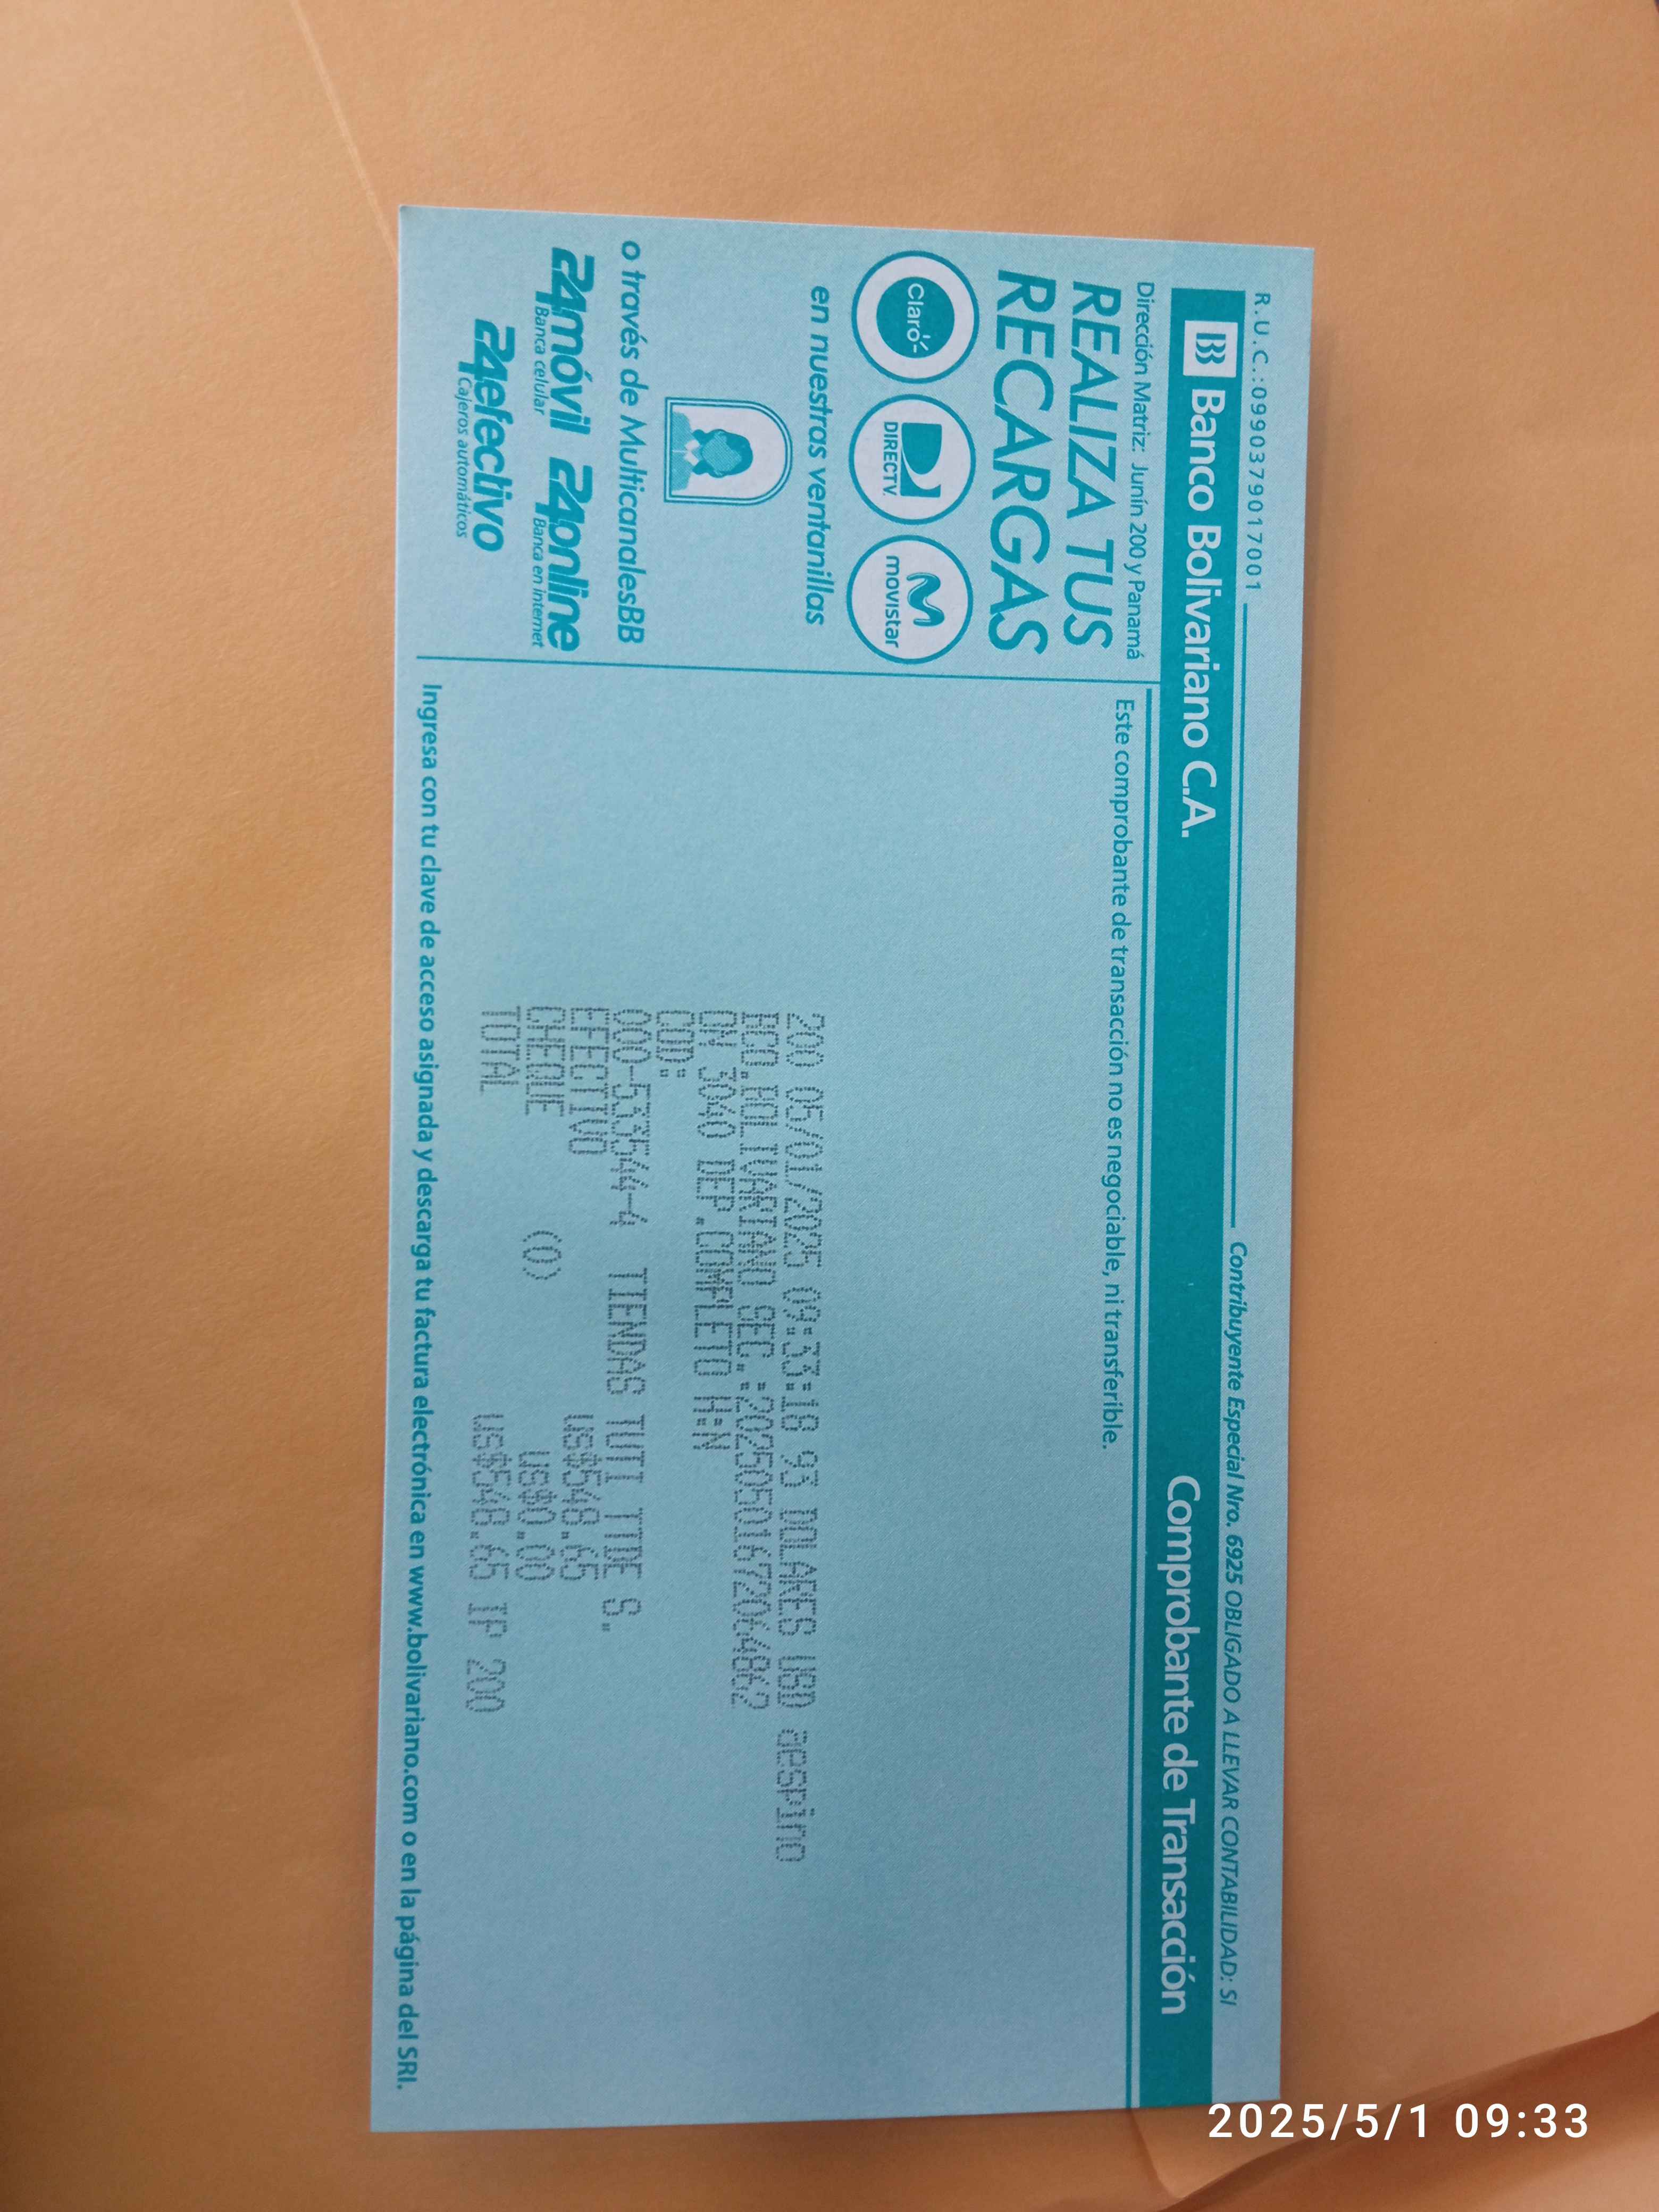 R.U.C.:0990379017001
Contribuyente Especial Nro. 6925 OBLIGADO A LLEVAR CONTABILIDAD: SI
Banco Bolivariano C.A.
Comprobante de Transacción
Dirección Matriz: Junín 200 y Panamá
Este comprobante de transacción no es negociable, ni transferible.
REALIZA TUS
RECARGAS
Claro
DIRECTV
movistar
en nuestras ventanillas
o través de MulticanalesBB
24móvil
Banca celular
24online
Banca en internet
24efectivo
Cajeros automáticos
200 05/01/2025 09:33:18 93 DOLARES USD aespino
BCO.BOLIVARIANO SEC.:20250501372064862
ON 3040 DEP.COMPLETO H:N
COD:
000-533544-4 TIENDAS TUTI TTDE S.
EFECTIVO US$548.65
CHEQUE (0) US$0.00
TOTAL US$548.65 IP 200
Ingresa con tu clave de acceso asignada y descarga tu factura electrónica en www.bolivariano.com o en la página del SRI.
2025/5/1 09:33